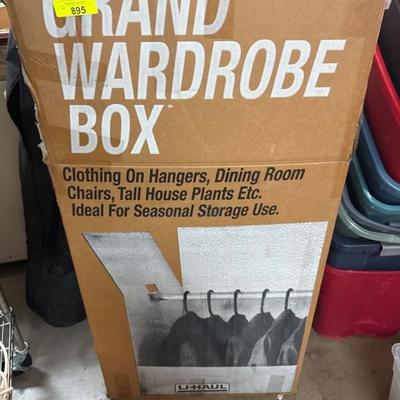 895
GRAND
WARDROBE
BOX™
Clothing On Hangers, Dining Room
Chairs, Tall House Plants Etc.
Ideal For Seasonal Storage Use.
U-HAUL